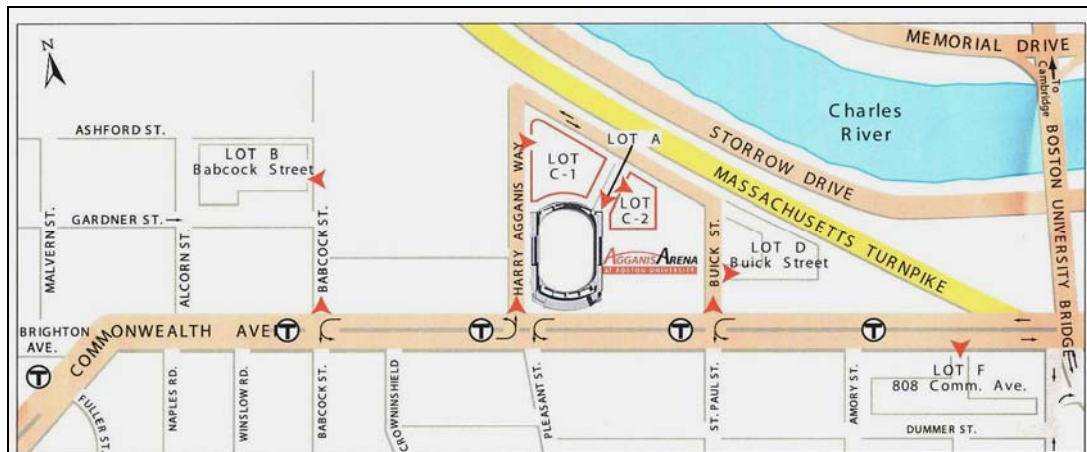 N
MEMORIAL DRIVE
To
Cambridge
BOSTON UNIVERSITY BRIDGE
Charles
River
ASHFORD ST.
LOT B
Babcock Street
LOT A
LOT
C-1
LOT
C-2
STORROW DRIVE
MASSACHUSETTS TURNPIKE
MALVERN ST.
GARDNER ST.
ALCORN ST.
BABCOCK ST.
HARRY AGGANIS WAY
AGGANIS ARENA
AT BOSTON UNIVERSITY
BUICK ST.
LOT D
Buick Street
BRIGHTON
AVE.
COMMONWEALTH AVE
T
T
T
T
T
FULLER ST.
NAPLES RD.
WINSLOW RD.
BABCOCK ST.
CROWNINSHIELD
PLEASANT ST.
ST. PAUL ST.
AMORY ST.
LOT F
808 Comm. Ave.
DUMMER ST.